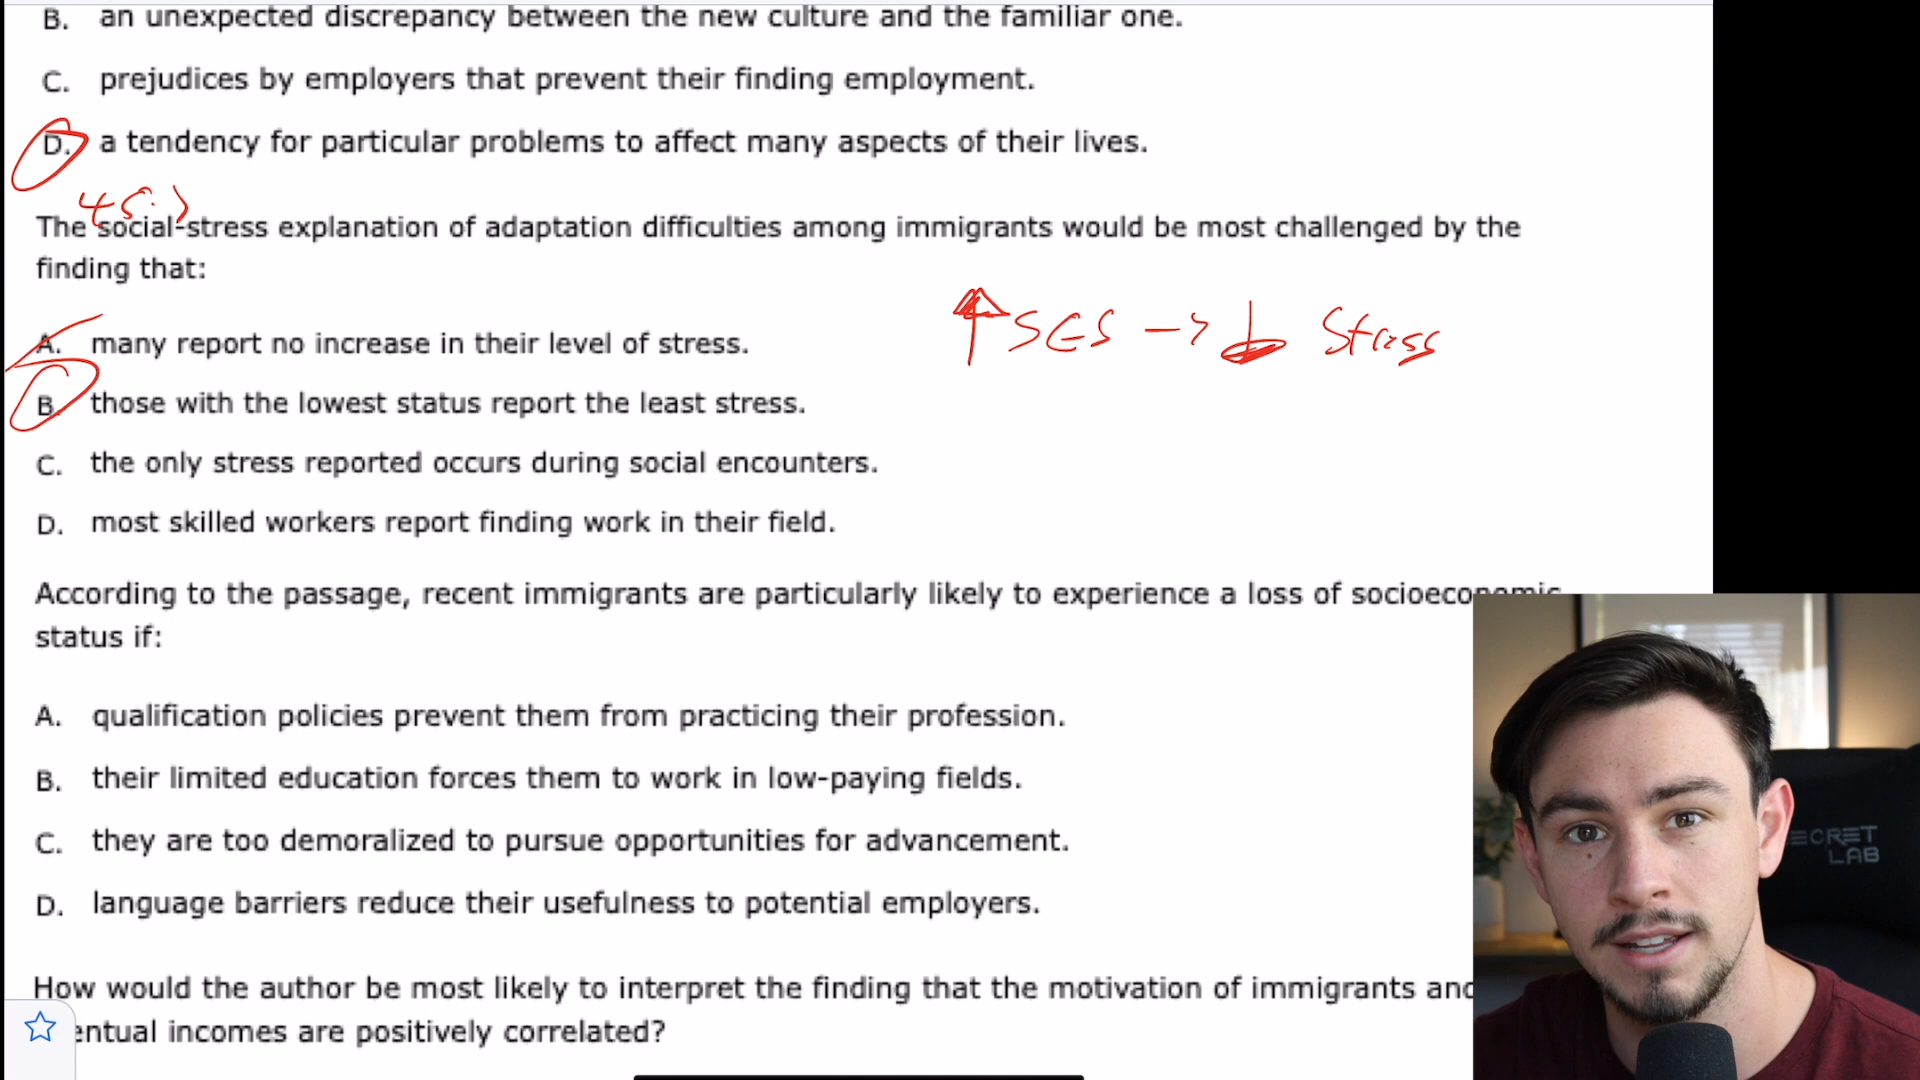 B. an unexpected discrepancy between the new culture and the familiar one.
C. prejudices by employers that prevent their finding employment.
D. a tendency for particular problems to affect many aspects of their lives.
The social-stress explanation of adaptation difficulties among immigrants would be most challenged by the
finding that:
A. many report no increase in their level of stress.
↑ SES -> ↓ Stress
B. those with the lowest status report the least stress.
C. the only stress reported occurs during social encounters.
D. most skilled workers report finding work in their field.
According to the passage, recent immigrants are particularly likely to experience a loss of socioeconomic
status if:
A. qualification policies prevent them from practicing their profession.
B. their limited education forces them to work in low-paying fields.
C. they are too demoralized to pursue opportunities for advancement.
D. language barriers reduce their usefulness to potential employers.
ECRET
LAB
How would the author be most likely to interpret the finding that the motivation of immigrants and
entual incomes are positively correlated?